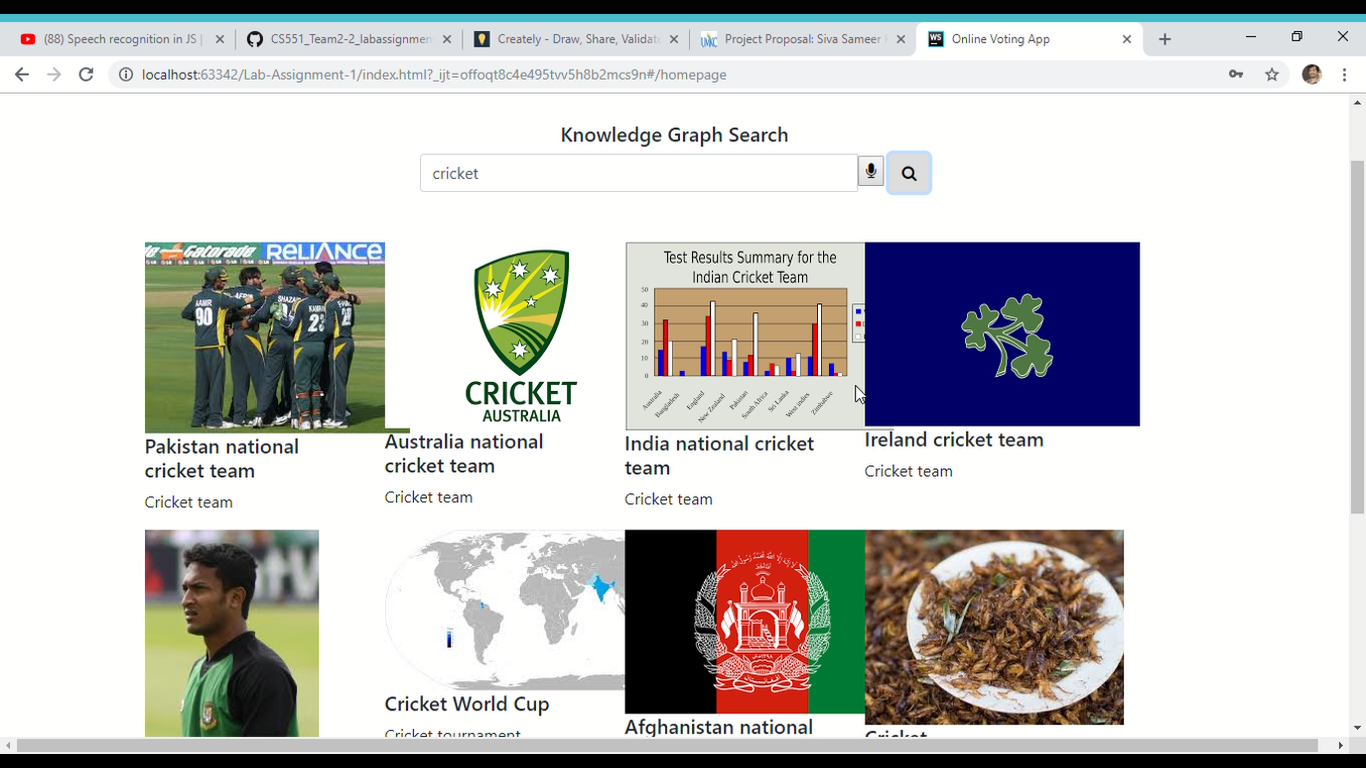 (88) Speech recognition in JS |
CS551_Team2-2_labassignmen
Creately - Draw, Share, Validat
Project Proposal: Siva Sameer
Online Voting App
localhost:63342/Lab-Assignment-1/index.html?_ijt=offoqt8c4e495tvv5h8b2mcs9n#/homepage
Knowledge Graph Search
cricket
Gatorade RELIANCE
AAMIR
90
SHAZAI
23
CRICKET
AUSTRALIA
Test Results Summary for the
Indian Cricket Team
50
40
30
20
10
0
Australia
Bangladesh
England
New Zealand
Pakistan
South Africa
Sri Lanka
West indies
Zimbabwe
Pakistan national
cricket team
Cricket team
Australia national
cricket team
Cricket team
India national cricket
team
Cricket team
Ireland cricket team
Cricket team
Cricket World Cup
Cricket tournament
Afghanistan national
Cricket